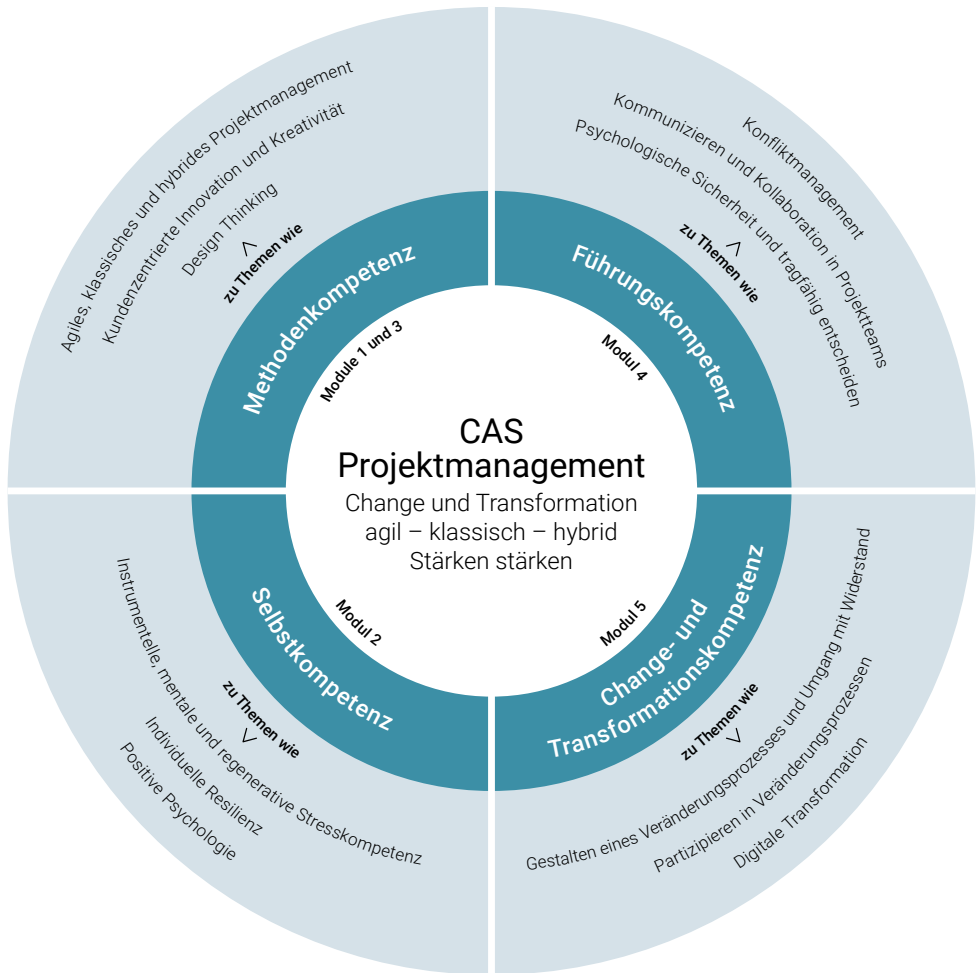 CAS
Projektmanagement
Change und Transformation
agil – klassisch – hybrid
Stärken stärken
Module 1 und 3
Methodenkompetenz
zu Themen wie
Design Thinking
Kundenzentrierte Innovation und Kreativität
Agiles, klassisches und hybrides Projektmanagement
Modul 4
Führungskompetenz
zu Themen wie
Psychologische Sicherheit und tragfähig entscheiden
Kommunizieren und Kollaboration in Projektteams
Konfliktmanagement
Modul 2
Selbstkompetenz
zu Themen wie
Instrumentelle, mentale und regenerative Stresskompetenz
Individuelle Resilienz
Positive Psychologie
Modul 5
Change- und
Transformationskompetenz
zu Themen wie
Gestalten eines Veränderungsprozesses und Umgang mit Widerstand
Partizipieren in Veränderungsprozessen
Digitale Transformation